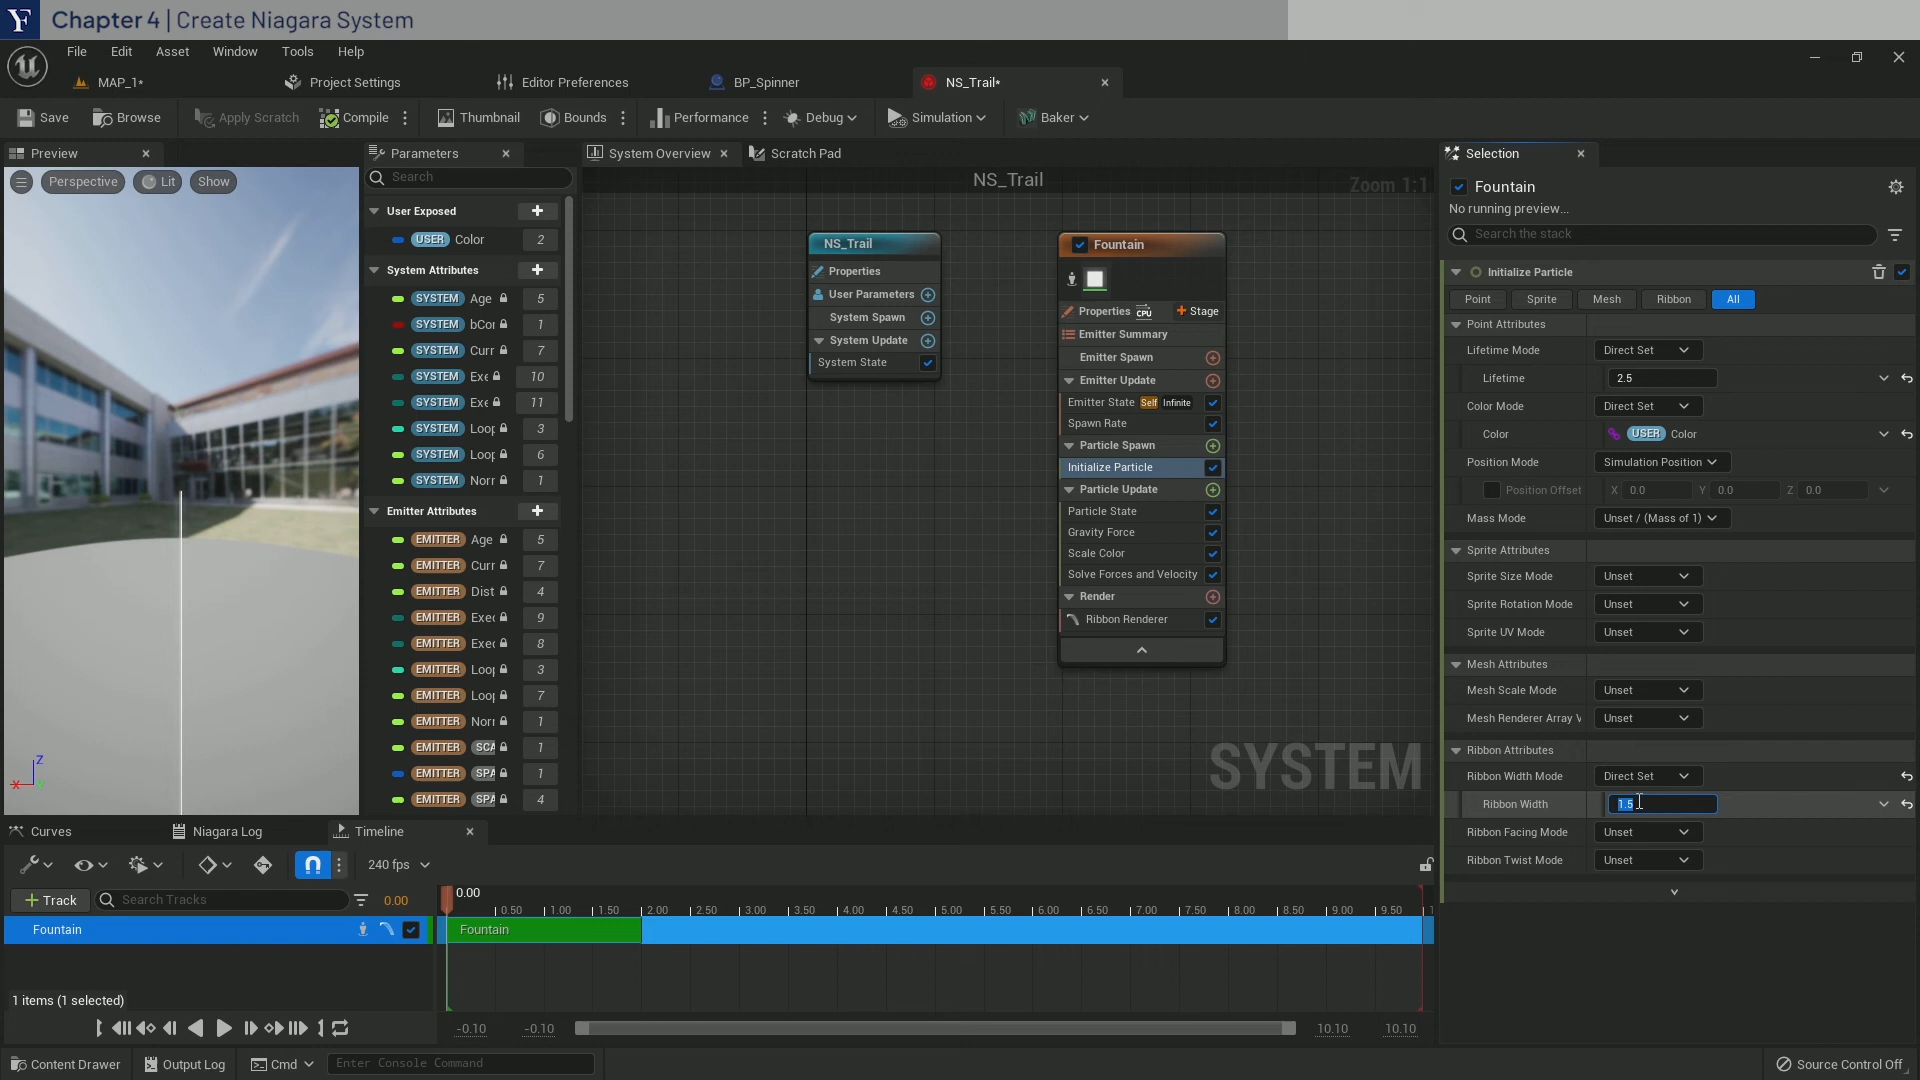 Chapter 4 | Create Niagara System
File Edit Asset Window Tools Help
MAP_1* Project Settings Editor Preferences BP_Spinner NS_Trail*
Save Browse Apply Scratch Compile Thumbnail Bounds Performance Debug Simulation Baker
Preview Parameters System Overview Scratch Pad Selection
Perspective Lit Show
Search
User Exposed
USER Color 2
System Attributes
SYSTEM Age 5
SYSTEM bCor 1
SYSTEM Curr 7
SYSTEM Exe 10
SYSTEM Exe 11
SYSTEM Loop 3
SYSTEM Loop 6
SYSTEM Norr 1
Emitter Attributes
EMITTER Age 5
EMITTER Curr 7
EMITTER Dist 4
EMITTER Exec 9
EMITTER Exec 8
EMITTER Loop 3
EMITTER Loop 7
EMITTER Norr 1
EMITTER SCA 1
EMITTER SPA 1
EMITTER SPA 4
X Z
NS_Trail
Zoom 1:1
NS_Trail
Properties
User Parameters
System Spawn
System Update
System State
Fountain
Properties CPU + Stage
Emitter Summary
Emitter Spawn
Emitter Update
Emitter State Self Infinite
Spawn Rate
Particle Spawn
Initialize Particle
Particle Update
Particle State
Gravity Force
Scale Color
Solve Forces and Velocity
Render
Ribbon Renderer
SYSTEM
Fountain
No running preview...
Search the stack
Initialize Particle
Point Sprite Mesh Ribbon All
Point Attributes
Lifetime Mode Direct Set
Lifetime 2.5
Color Mode Direct Set
Color USER Color
Position Mode Simulation Position
Position Offset X 0.0 Y 0.0 Z 0.0
Mass Mode Unset / (Mass of 1)
Sprite Attributes
Sprite Size Mode Unset
Sprite Rotation Mode Unset
Sprite UV Mode Unset
Mesh Attributes
Mesh Scale Mode Unset
Mesh Renderer Array V Unset
Ribbon Attributes
Ribbon Width Mode Direct Set
Ribbon Width 1.5
Ribbon Facing Mode Unset
Ribbon Twist Mode Unset
Curves Niagara Log Timeline
240 fps
+ Track Search Tracks 0.00
0.00
0.50 1.00 1.50 2.00 2.50 3.00 3.50 4.00 4.50 5.00 5.50 6.00 6.50 7.00 7.50 8.00 8.50 9.00 9.50
Fountain Fountain
1 items (1 selected)
-0.10 -0.10 10.10 10.10
Content Drawer Output Log Cmd Enter Console Command Source Control Off